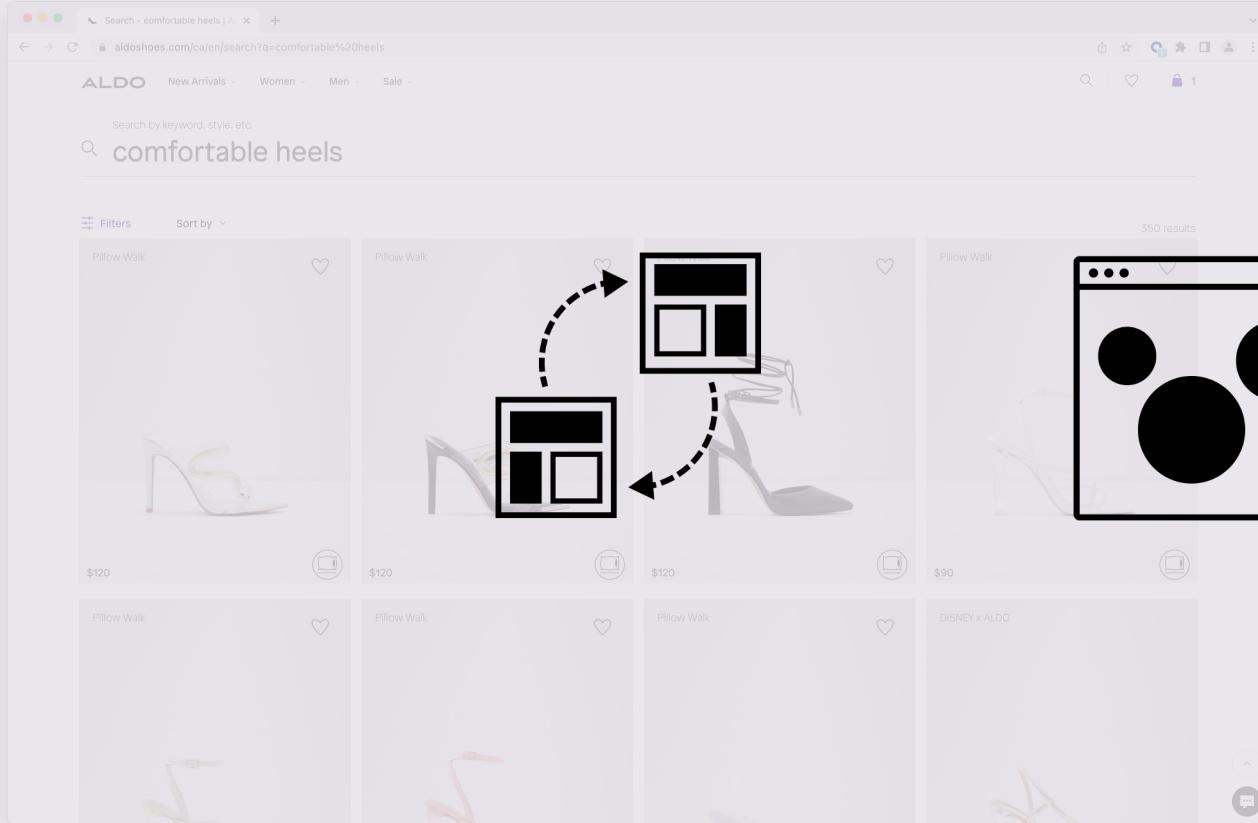 Search - comfortable heels | A
aldoshoes.com/ca/en/search?q=comfortable%20heels
ALDO New Arrivals Women Men Sale 1
Search by keyword, style, etc.
comfortable heels
Filters Sort by 350 results
Pillow Walk Pillow Walk Pillow Walk Pillow Walk
$120 $120 $120 $90
Pillow Walk Pillow Walk Pillow Walk DISNEY x ALDO